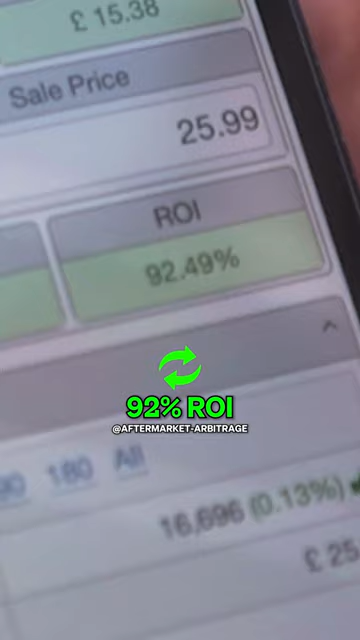 £ 15.38
Sale Price
25.99
ROI
92.49%
92% ROI
@AFTERMARKET-ARBITRAGE
90 180 All
16,696 (0.13%)
£ 25